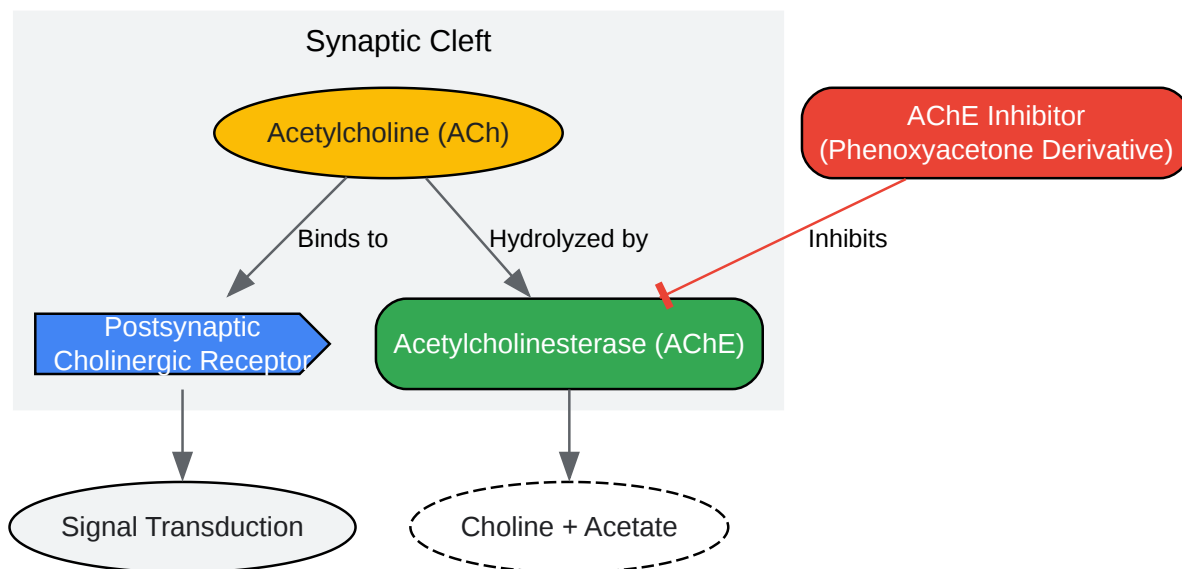 Synaptic Cleft
Acetylcholine (ACh)
AChE Inhibitor
(Phenoxyacetone Derivative)
Binds to
Hydrolyzed by
Inhibits
Postsynaptic
Cholinergic Receptor
Acetylcholinesterase (AChE)
Signal Transduction
Choline + Acetate